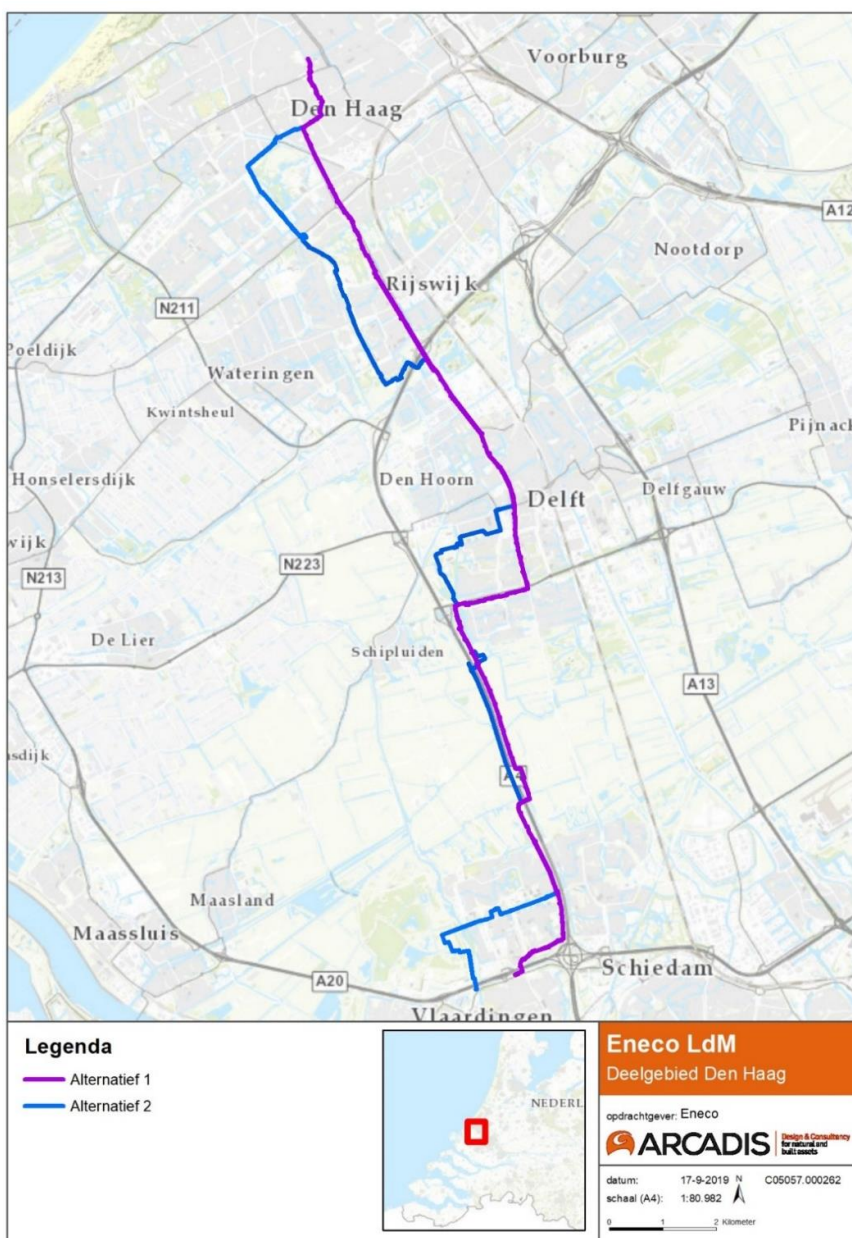 Voorburg
Den Haag
A12
Nootdorp
Rijswijk
N211
Poeldijk
Wateringen
Kwintsheul
Pijnack
Honselersdijk
Den Hoorn
Delft
Delfgauw
wijk
N223
N213
De Lier
Schipluiden
A13
asdijk
A4
Maasland
Maassluis
A20
Schiedam
Vlaardingen
Legenda
Alternatief 1
Alternatief 2
NEDERL
Eneco LdM
Deelgebied Den Haag
opdrachtgever: Eneco
ARCADIS
Design & Consultancy
for natural and
built assets
datum: 17-9-2019 N C05057.000262
schaal (A4): 1:80.982
0 1 2 Kilometer